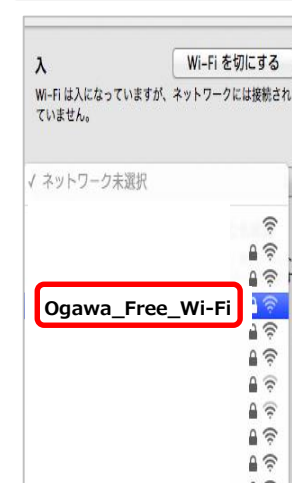 入
Wi-Fi を切にする
Wi-Fi は入になっていますが、ネットワークには接続され
ていません。
✓ ネットワーク未選択
Ogawa_Free_Wi-Fi